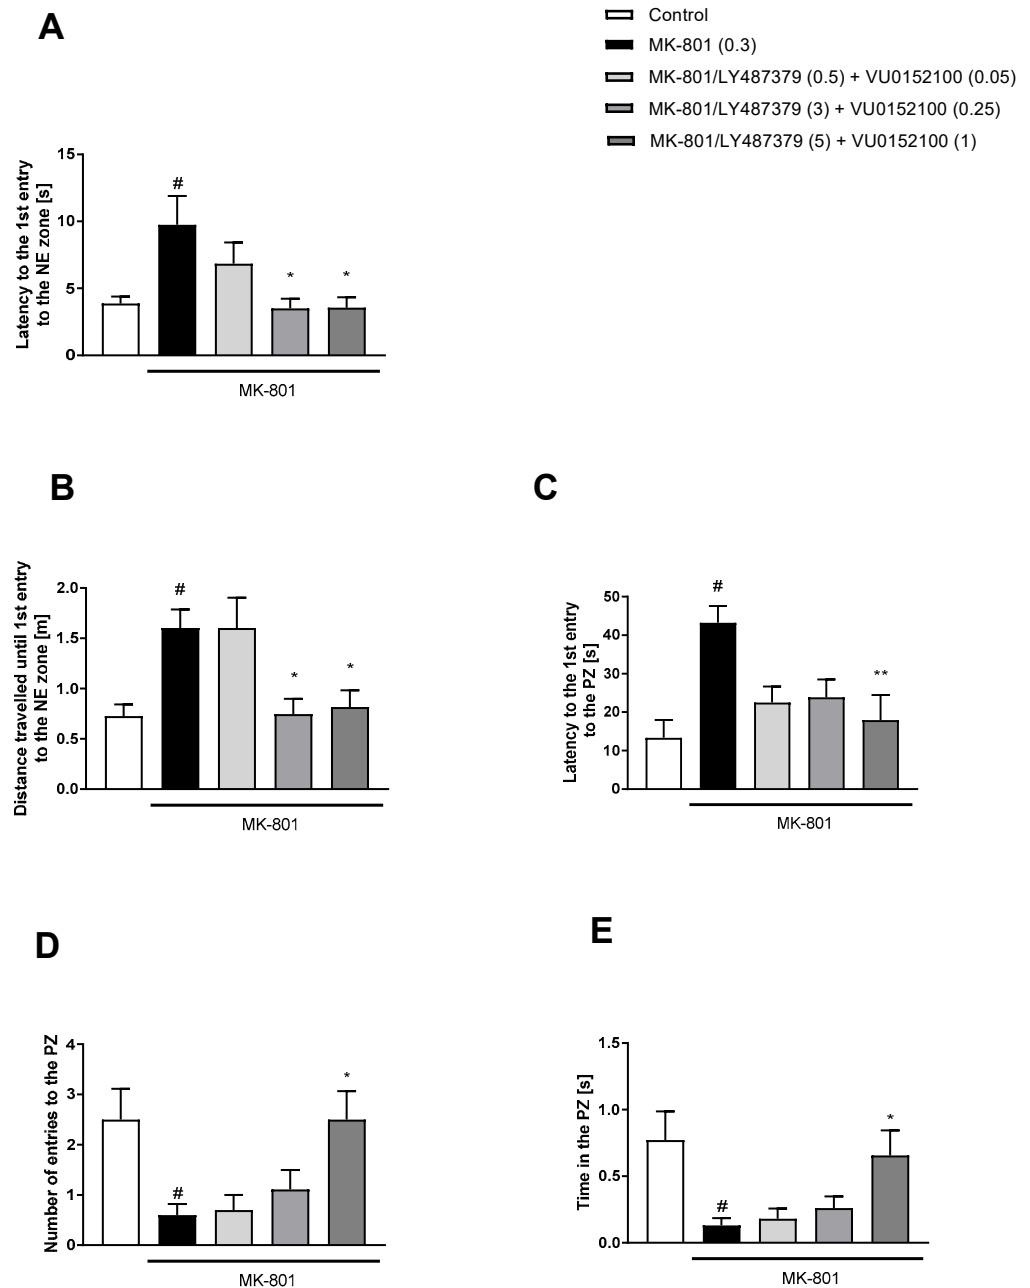 A
Control
MK-801 (0.3)
MK-801/LY487379 (0.5) + VU0152100 (0.05)
MK-801/LY487379 (3) + VU0152100 (0.25)
MK-801/LY487379 (5) + VU0152100 (1)
Latency to the 1st entry
to the NE zone [s]
15
10
5
0
#
*
*
MK-801
B
Distance travelled until 1st entry
to the NE zone [m]
2.0
1.5
1.0
0.5
0.0
#
*
*
MK-801
C
Latency to the 1st entry
to the PZ [s]
50
40
30
20
10
0
#
**
MK-801
D
Number of entries to the PZ
4
3
2
1
0
#
*
MK-801
E
Time in the PZ [s]
1.5
1.0
0.5
0.0
#
*
MK-801